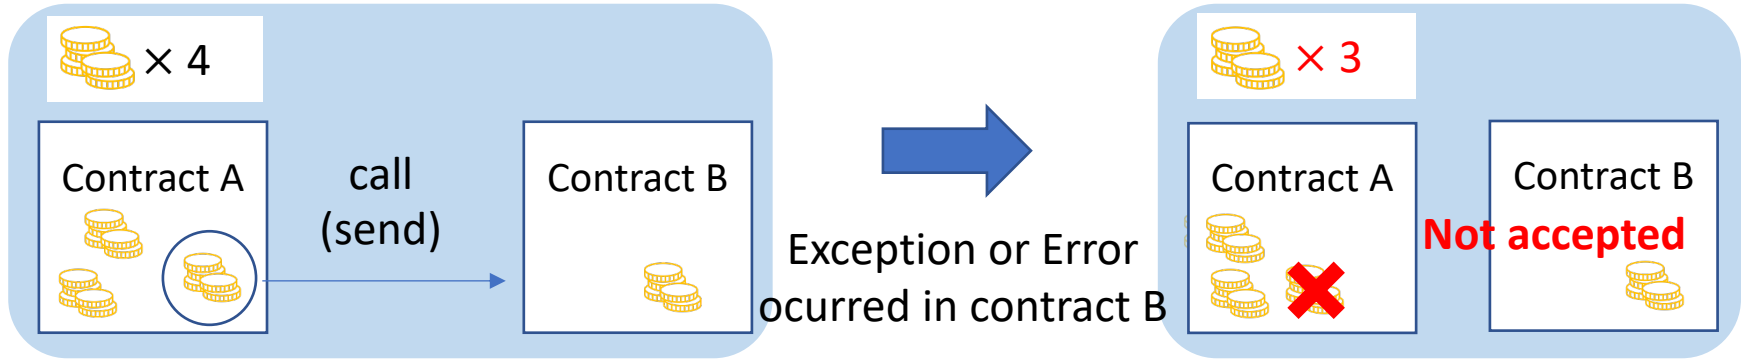 × 4
Contract A
call
(send)
Contract B
Exception or Error
ocurred in contract B
× 3
Contract A
Contract B
Not accepted